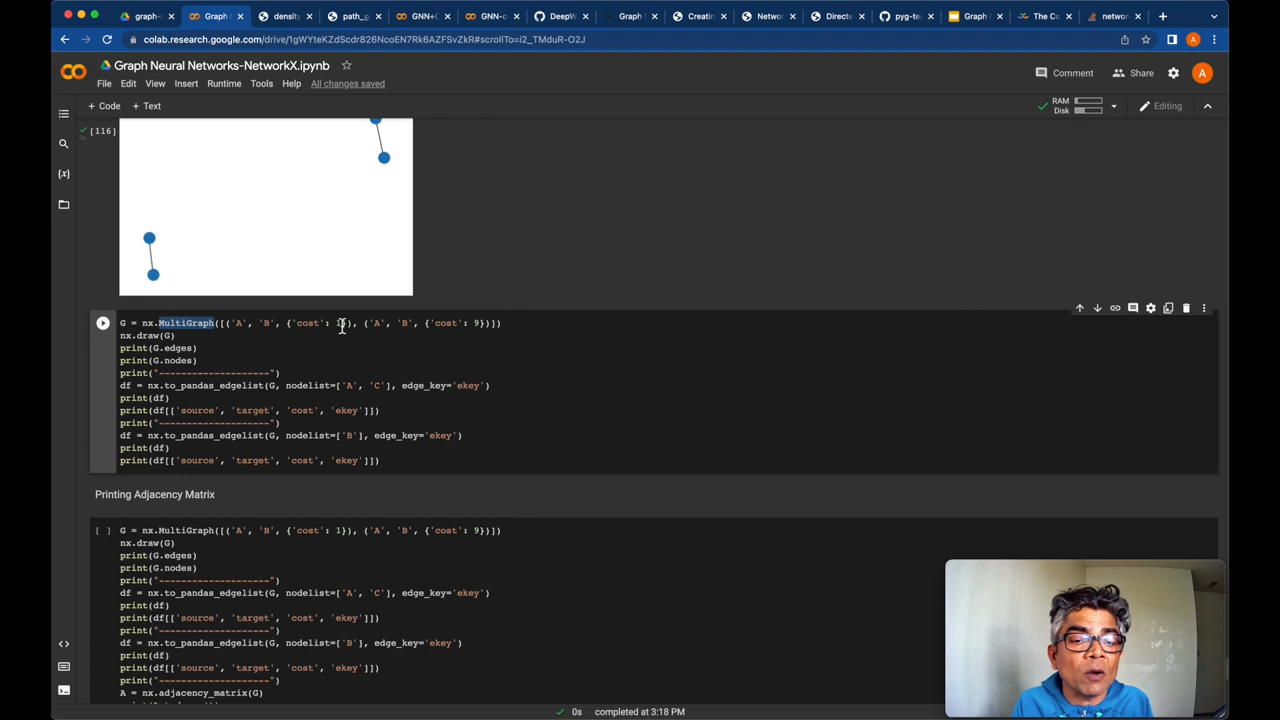 graph-n
Graph
density
path_g
GNN+C
GNN-c
DeepW
Graph f
Creatin
Netwo
Directe
pyg-te
Graph
The Co
networ
colab.research.google.com/drive/1gWYteKZdScdr826NcoEN7Rk6AZFSvZkR#scrollTo=i2_TMduR-O2J
A
Graph Neural Networks-NetworkX.ipynb
Comment
Share
A
File Edit View Insert Runtime Tools Help All changes saved
+ Code + Text
RAM
Disk
Editing
[116]
G = nx.MultiGraph([('A', 'B', {'cost': 1}), ('A', 'B', {'cost': 9})])
nx.draw(G)
print(G.edges)
print(G.nodes)
print("--------------------")
df = nx.to_pandas_edgelist(G, nodelist=['A', 'C'], edge_key='ekey')
print(df)
print(df[['source', 'target', 'cost', 'ekey']])
print("--------------------")
df = nx.to_pandas_edgelist(G, nodelist=['B'], edge_key='ekey')
print(df)
print(df[['source', 'target', 'cost', 'ekey']])
Printing Adjacency Matrix
[ ] G = nx.MultiGraph([('A', 'B', {'cost': 1}), ('A', 'B', {'cost': 9})])
nx.draw(G)
print(G.edges)
print(G.nodes)
print("--------------------")
df = nx.to_pandas_edgelist(G, nodelist=['A', 'C'], edge_key='ekey')
print(df)
print(df[['source', 'target', 'cost', 'ekey']])
print("--------------------")
df = nx.to_pandas_edgelist(G, nodelist=['B'], edge_key='ekey')
print(df)
print(df[['source', 'target', 'cost', 'ekey']])
print("--------------------")
A = nx.adjacency_matrix(G)
0s completed at 3:18 PM